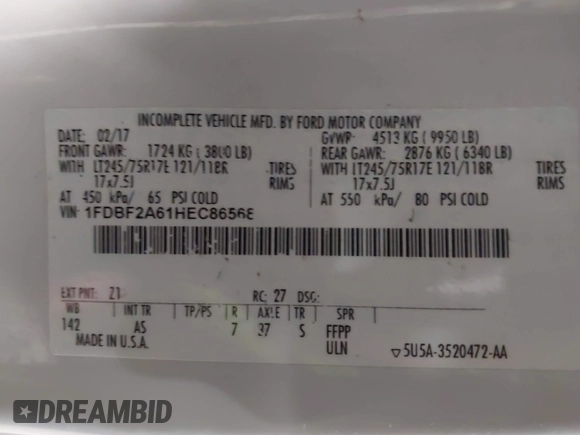 INCOMPLETE VEHICLE MFD. BY FORD MOTOR COMPANY
DATE: 02/17 GVWR: 4513 KG ( 9950 LB)
FRONT GAWR: 1724 KG ( 3800 LB) REAR GAWR: 2876 KG ( 6340 LB)
WITH LT245/75R17E 121/118R TIRES WITH LT245/75R17E 121/118R TIRES
17x7.5J RIMS 17x7.5J RIMS
AT 450 kPa/ 65 PSI COLD AT 550 kPa/ 80 PSI COLD
VIN: 1FDBF2A61HEC86568
EXT PNT: 21 RC: 27 DSO:
WB INT TR TP/PS R AXLE TR SPR
142 AS 7 37 S FFPP
MADE IN U.S.A. ULN ▽5U5A-3520472-AA
DREAMBID